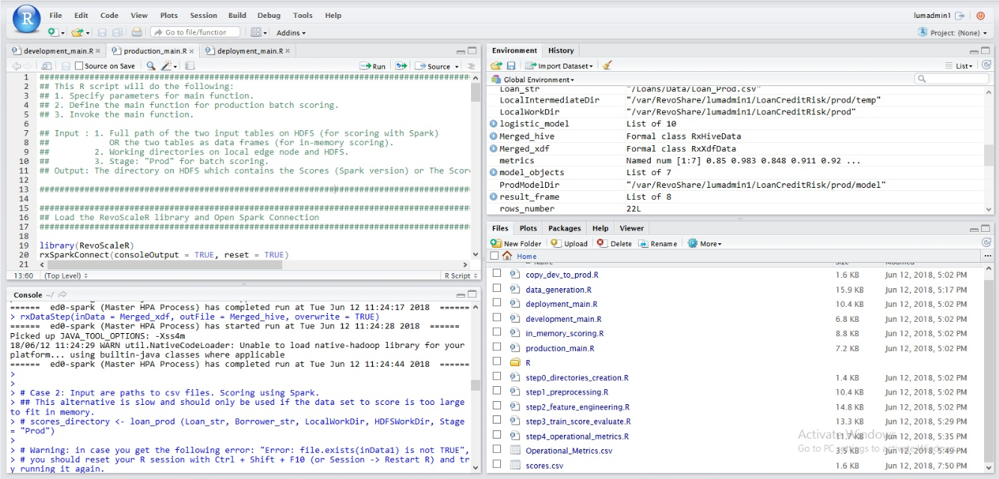 File Edit Code View Plots Session Build Debug Tools Help
lumadmin1
Go to file/function
Addins
Project: (None)
development_main.R
production_main.R
deployment_main.R
Source on Save
Run
Source
1 ################################################################################
2 ## This R script will do the following:
3 ## 1. Specify parameters for main function.
4 ## 2. Define the main function for production batch scoring.
5 ## 3. Invoke the main function.
6
7 ## Input : 1. Full path of the two input tables on HDFS (for scoring with Spark)
8 ## OR the two tables as data frames (for in-memory scoring).
9 ## 2. Working directories on local edge node and HDFS.
10 ## 3. Stage: "Prod" for batch scoring.
11 ## Output: The directory on HDFS which contains the Scores (Spark version) or The Scor
12
13 ################################################################################
14
15 ################################################################################
16 ## Load the RevoScaleR library and Open Spark Connection
17 ################################################################################
18
19 library(RevoScaleR)
20 rxSparkConnect(consoleOutput = TRUE, reset = TRUE)
21
13:60 (Top Level) R Script
Console ~/
====== ed0-spark (Master HPA Process) has completed run at Tue Jun 12 11:24:17 2018 ======
> rxDataStep(inData = Merged_xdf, outFile = Merged_hive, overwrite = TRUE)
====== ed0-spark (Master HPA Process) has started run at Tue Jun 12 11:24:28 2018 ======
Picked up JAVA_TOOL_OPTIONS: -Xss4m
18/06/12 11:24:29 WARN util.NativeCodeLoader: Unable to load native-hadoop library for your
platform... using builtin-java classes where applicable
====== ed0-spark (Master HPA Process) has completed run at Tue Jun 12 11:24:44 2018 ======
>
>
> # Case 2: Input are paths to csv files. Scoring using Spark.
> ## This alternative is slow and should only be used if the data set to score is too large
to fit in memory.
> # scores_directory <- loan_prod (Loan_str, Borrower_str, LocalWorkDir, HDFSWorkDir, Stage
= "Prod")
>
> # Warning: in case you get the following error: "Error: file.exists(inData1) is not TRUE",
> # you should reset your R session with Ctrl + Shift + F10 (or Session -> Restart R) and tr
y running it again.
Environment History
Import Dataset
List
Global Environment
Loan_str "/Loans/Data/Loan_Prod.csv"
LocalIntermediateDir "/var/RevoShare/lumadmin1/LoanCreditRisk/prod/temp"
LocalWorkDir "/var/RevoShare/lumadmin1/LoanCreditRisk/prod"
logistic_model List of 10
Merged_hive Formal class RxHiveData
Merged_xdf Formal class RxXdfData
metrics Named num [1:7] 0.85 0.983 0.848 0.911 0.92 ...
model_objects List of 7
ProdModelDir "/var/RevoShare/lumadmin1/LoanCreditRisk/prod/model"
result_frame List of 8
rows_number 22L
Files Plots Packages Help Viewer
New Folder Upload Delete Rename More
Home
Name Size Modified
copy_dev_to_prod.R 1.6 KB Jun 12, 2018, 5:02 PM
data_generation.R 15.9 KB Jun 12, 2018, 5:17 PM
deployment_main.R 10.4 KB Jun 12, 2018, 5:02 PM
development_main.R 6.8 KB Jun 12, 2018, 5:02 PM
in_memory_scoring.R 8.8 KB Jun 12, 2018, 5:02 PM
production_main.R 7.2 KB Jun 12, 2018, 5:02 PM
R
step0_directories_creation.R 1.4 KB Jun 12, 2018, 5:02 PM
step1_preprocessing.R 10.4 KB Jun 12, 2018, 5:02 PM
step2_feature_engineering.R 14.8 KB Jun 12, 2018, 5:02 PM
step3_train_score_evaluate.R 13.3 KB Jun 12, 2018, 5:29 PM
step4_operational_metrics.R 11.7 KB Jun 12, 2018, 5:35 PM
Operational_Metrics.csv 3.5 KB Jun 12, 2018, 5:49 PM
scores.csv 1.6 KB Jun 12, 2018, 7:50 PM
Activate Windows
Go to PC settings to activate Windows.